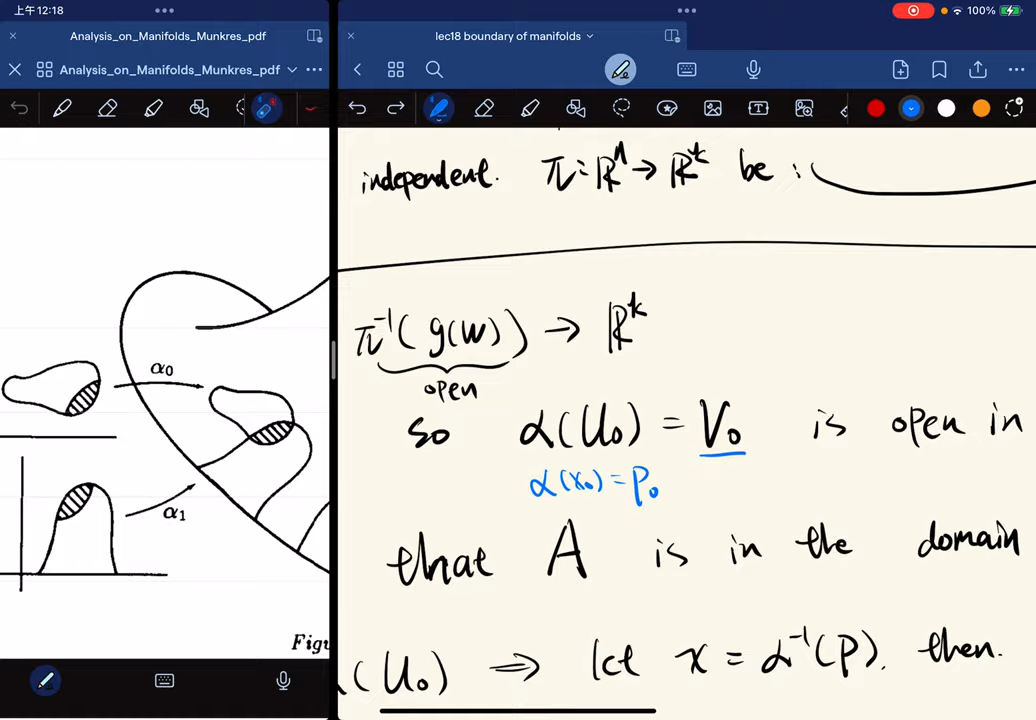 上午12:18
100%
Analysis_on_Manifolds_Munkres_pdf
Analysis_on_Manifolds_Munkres_pdf
α₀
α₁
Figu
lec18 boundary of manifolds
independent. π: ℝⁿ → ℝᵏ be :
π⁻¹( g(W) ) → ℝᵏ
open
so α(U₀) = V₀ is open in
α(x₀) = p₀
that A is in the domain
(U₀) ⇒ let x = α⁻¹(p). then.